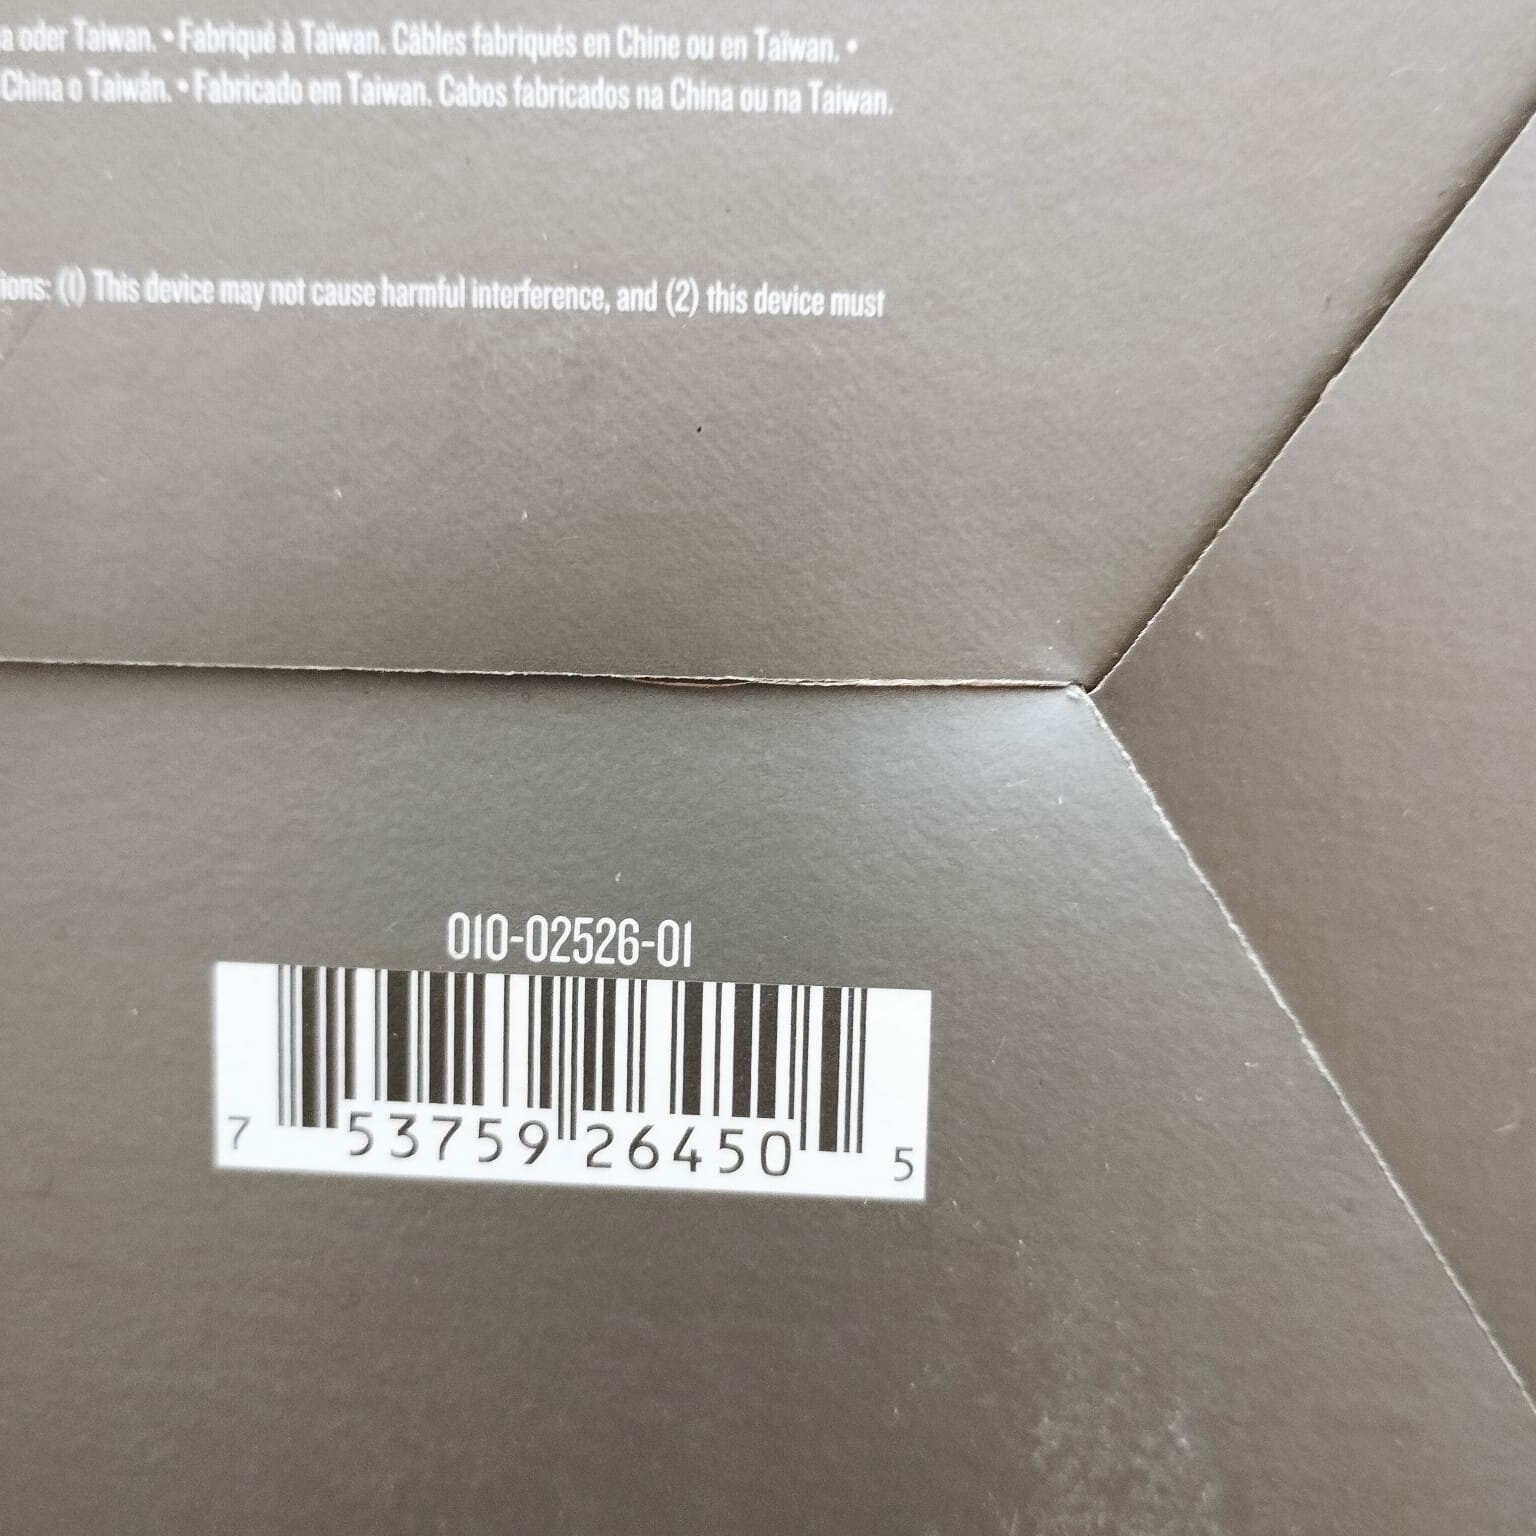 a oder Taiwan. • Fabriqué à Taïwan. Câbles fabriqués en Chine ou en Taïwan. •
China o Taiwán. • Fabricado em Taiwan. Cabos fabricados na China ou na Taiwan.
ions: (1) This device may not cause harmful interference, and (2) this device must
010-02526-01
7 53759 26450 5